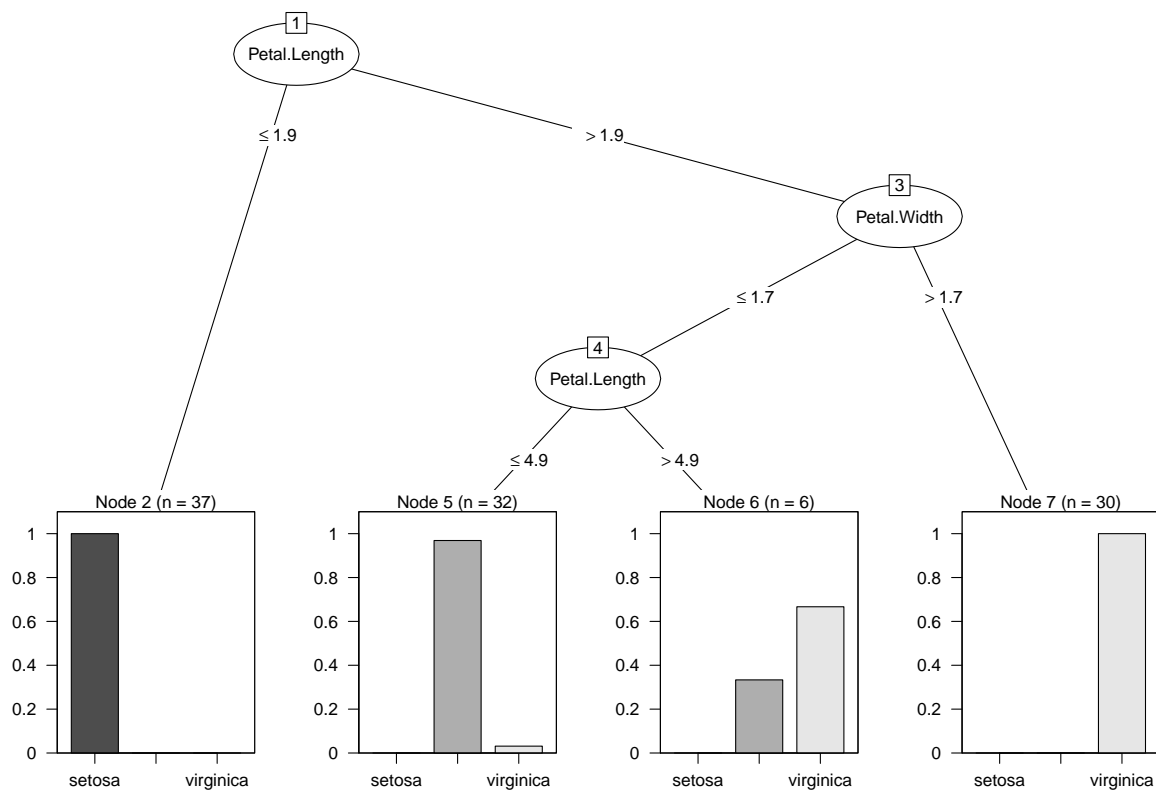 1
Petal.Length
≤ 1.9
> 1.9
3
Petal.Width
≤ 1.7
> 1.7
4
Petal.Length
≤ 4.9
> 4.9
Node 2 (n = 37)
1
0.8
0.6
0.4
0.2
0
setosa
virginica
Node 5 (n = 32)
1
0.8
0.6
0.4
0.2
0
setosa
virginica
Node 6 (n = 6)
1
0.8
0.6
0.4
0.2
0
setosa
virginica
Node 7 (n = 30)
1
0.8
0.6
0.4
0.2
0
setosa
virginica